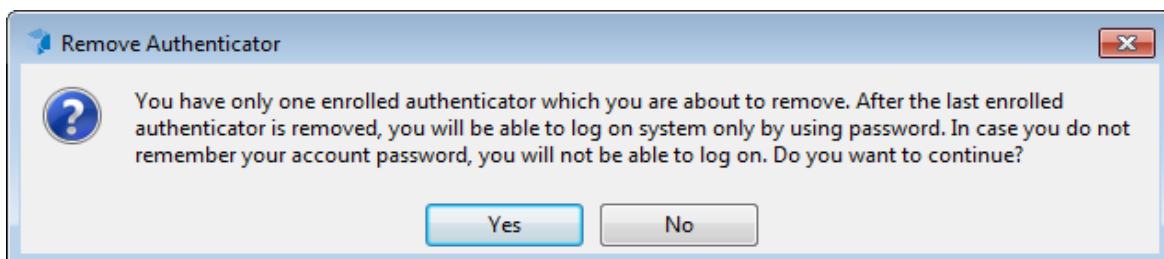 Remove Authenticator
You have only one enrolled authenticator which you are about to remove. After the last enrolled
authenticator is removed, you will be able to log on system only by using password. In case you do not
remember your account password, you will not be able to log on. Do you want to continue?
Yes No